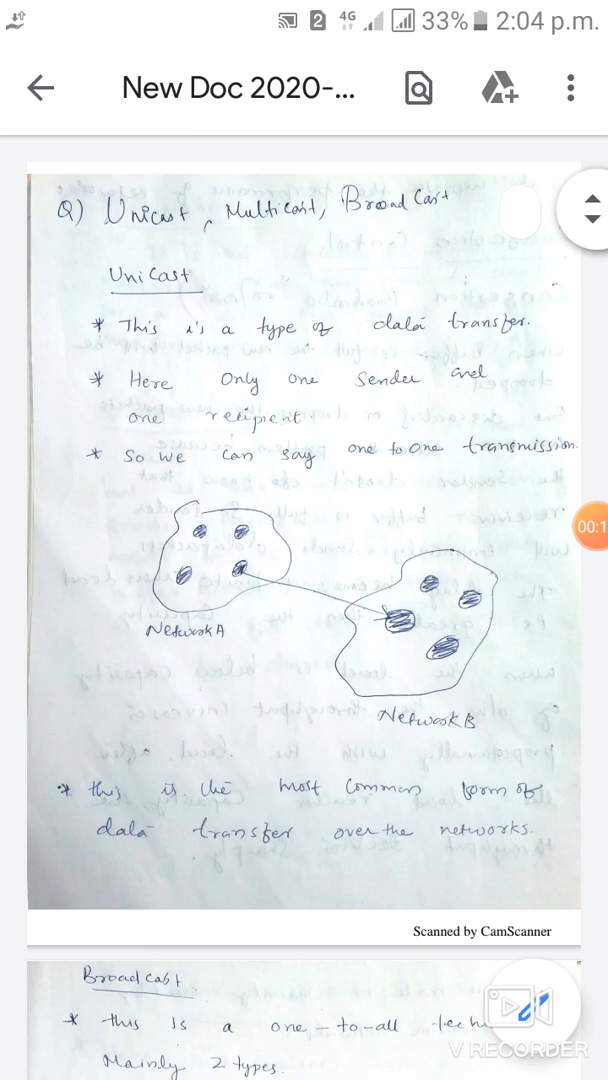 4G 33% 2:04 p.m.
2
New Doc 2020-...
Q) Unicast, Multicast, Broad Cast
Uni Cast
* This is a type of data transfer.
* Here only one sender and
one recipient
* So we can say one to one transmission.
00:1
Network A
Network B
* this is the most common form of
data transfer over the networks.
Scanned by CamScanner
Broad cast
* this is a one-to-all tech
Mainly 2 types.
V RECORDER